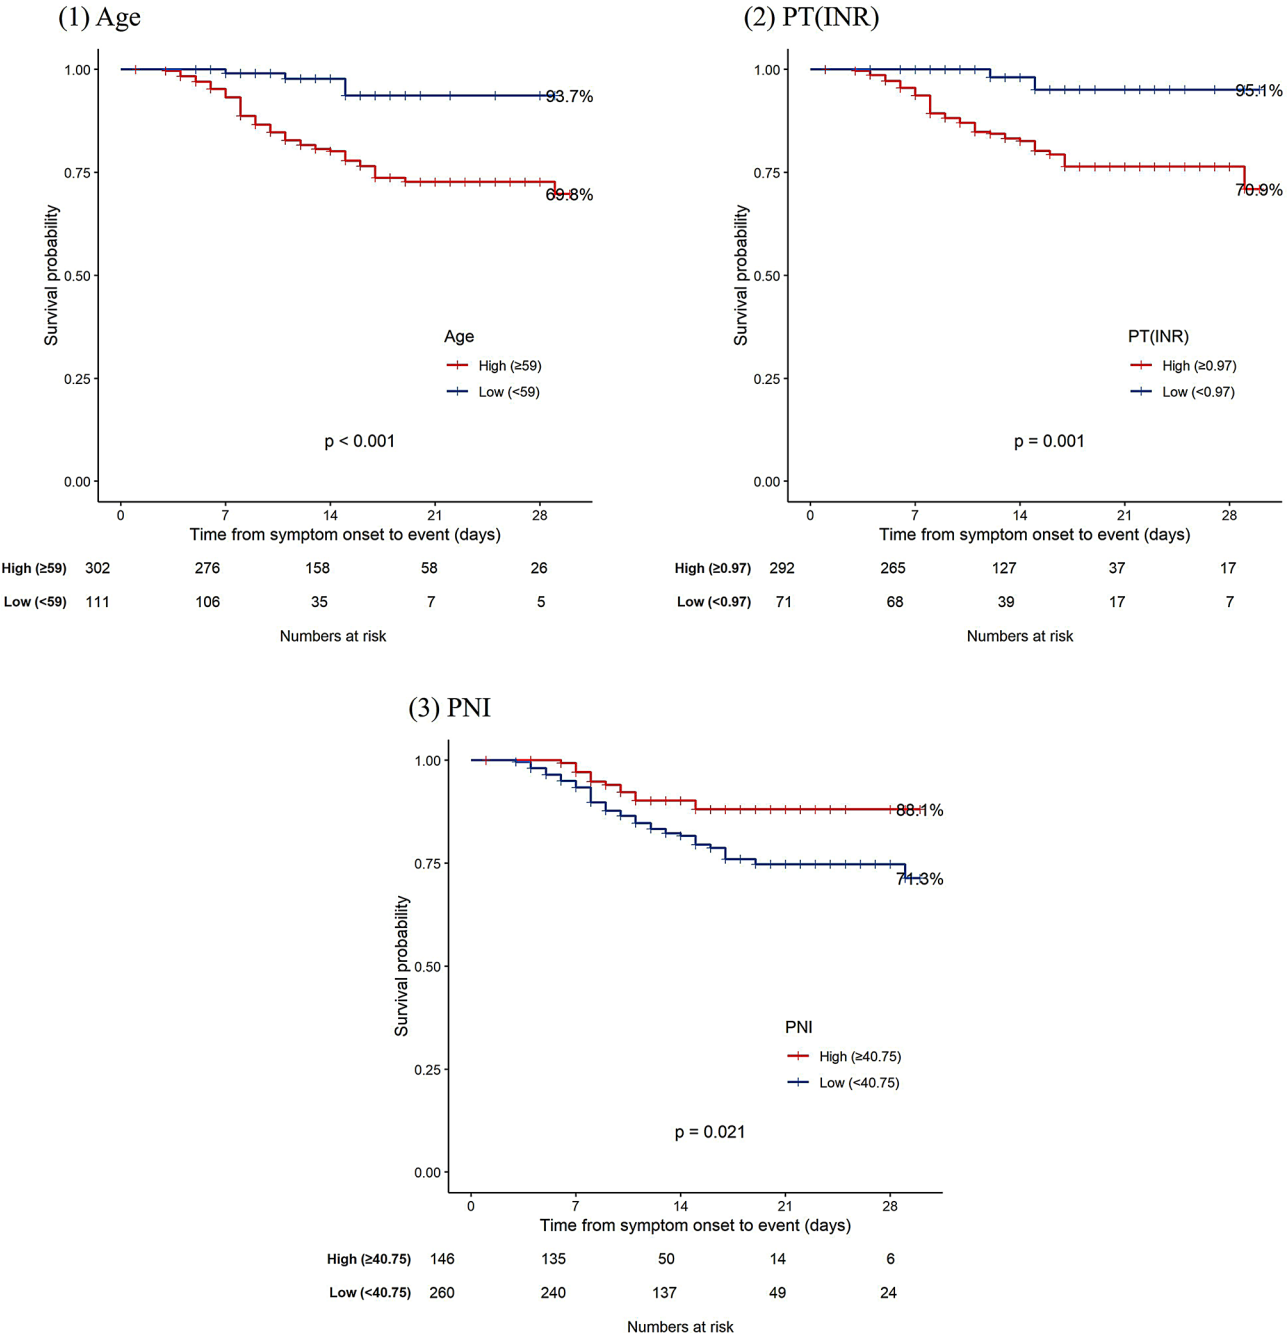 (1) Age
1.00
0.75
0.50
0.25
0.00
Survival probability
93.7%
69.8%
Age
High (≥59)
Low (<59)
p < 0.001
0 7 14 21 28
Time from symptom onset to event (days)
High (≥59) 302 276 158 58 26
Low (<59) 111 106 35 7 5
Numbers at risk
(2) PT(INR)
1.00
0.75
0.50
0.25
0.00
Survival probability
95.1%
70.9%
PT(INR)
High (≥0.97)
Low (<0.97)
p = 0.001
0 7 14 21 28
Time from symptom onset to event (days)
High (≥0.97) 292 265 127 37 17
Low (<0.97) 71 68 39 17 7
Numbers at risk
(3) PNI
1.00
0.75
0.50
0.25
0.00
Survival probability
88.1%
71.3%
PNI
High (≥40.75)
Low (<40.75)
p = 0.021
0 7 14 21 28
Time from symptom onset to event (days)
High (≥40.75) 146 135 50 14 6
Low (<40.75) 260 240 137 49 24
Numbers at risk